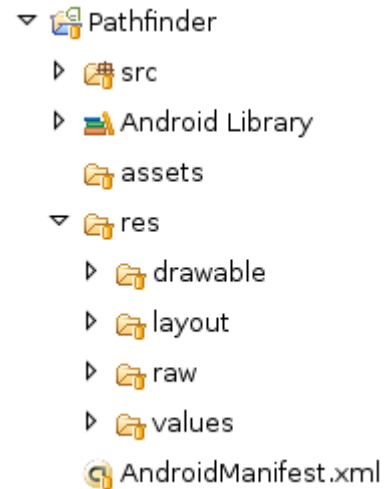 Pathfinder
src
Android Library
assets
res
drawable
layout
raw
values
AndroidManifest.xml